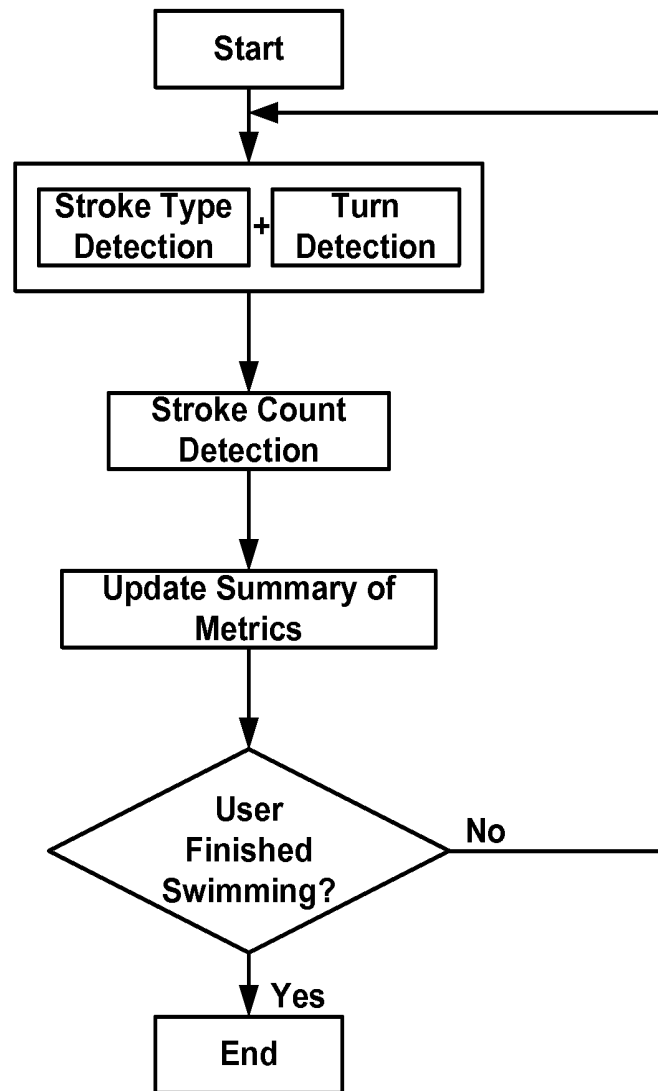 Start
Stroke Type
Detection
+
Turn
Detection
Stroke Count
Detection
Update Summary of
Metrics
User
Finished
Swimming?
No
Yes
End